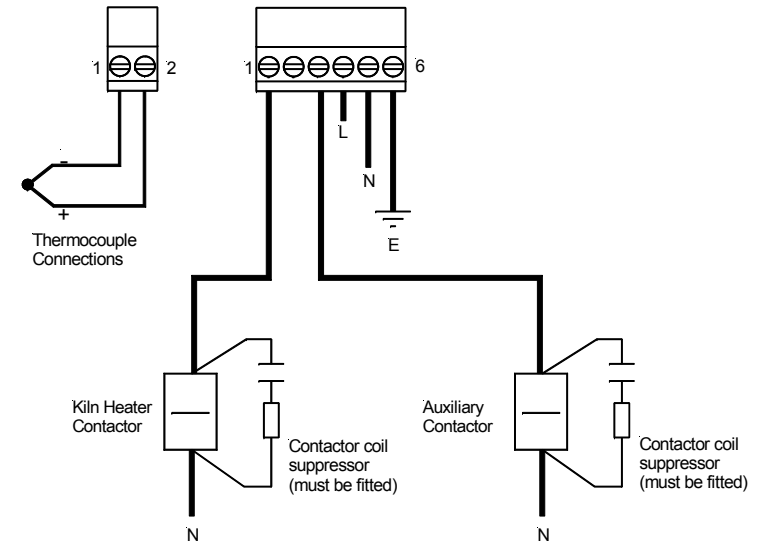 1 2
1 6
L
N
-
+
E
Thermocouple
Connections
Kiln Heater
Contactor
Contactor coil
suppressor
(must be fitted)
N
Auxiliary
Contactor
Contactor coil
suppressor
(must be fitted)
N